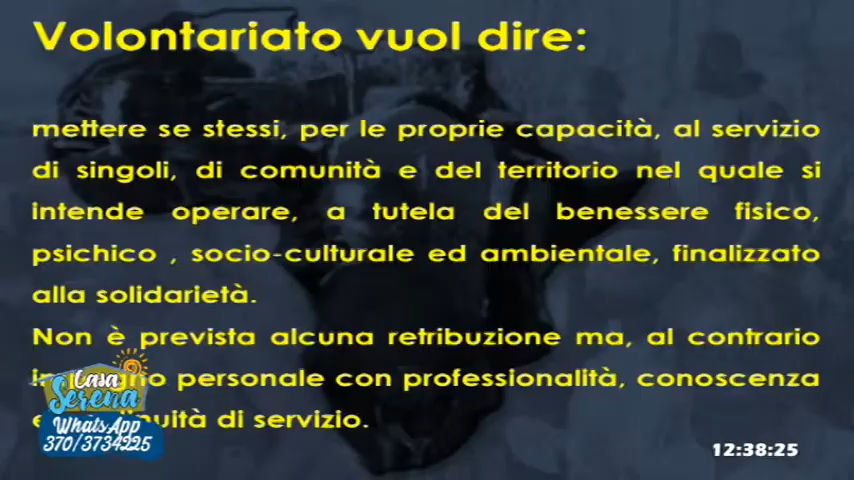 Volontariato vuol dire:
mettere se stessi, per le proprie capacità, al servizio
di singoli, di comunità e del territorio nel quale si
intende operare, a tutela del benessere fisico,
psichico , socio-culturale ed ambientale, finalizzato
alla solidarietà.
Non è prevista alcuna retribuzione ma, al contrario
personale con professionalità, conoscenza
di servizio.
Casa
Serena
WhatsApp
370/3734225
12:38:25